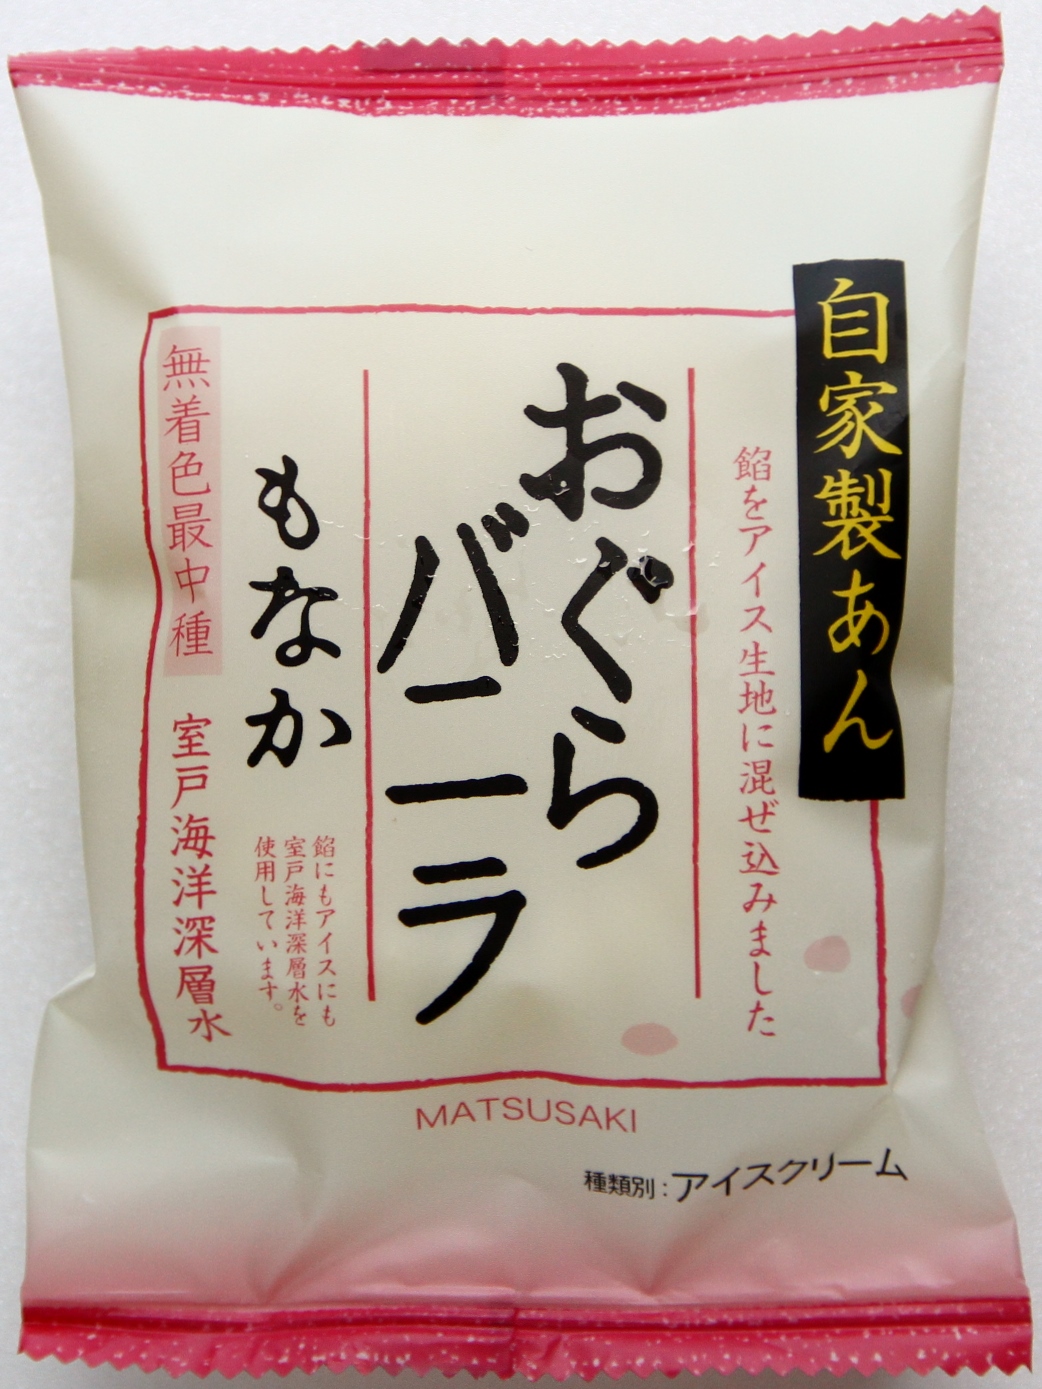 自家製あん
餡をアイス生地に混ぜ込みました
おぐら
バニラ
もなか
餡にもアイスにも
室戸海洋深層水を
使用しています。
無着色最中種
室戸海洋深層水
MATSUSAKI
種類別：アイスクリーム